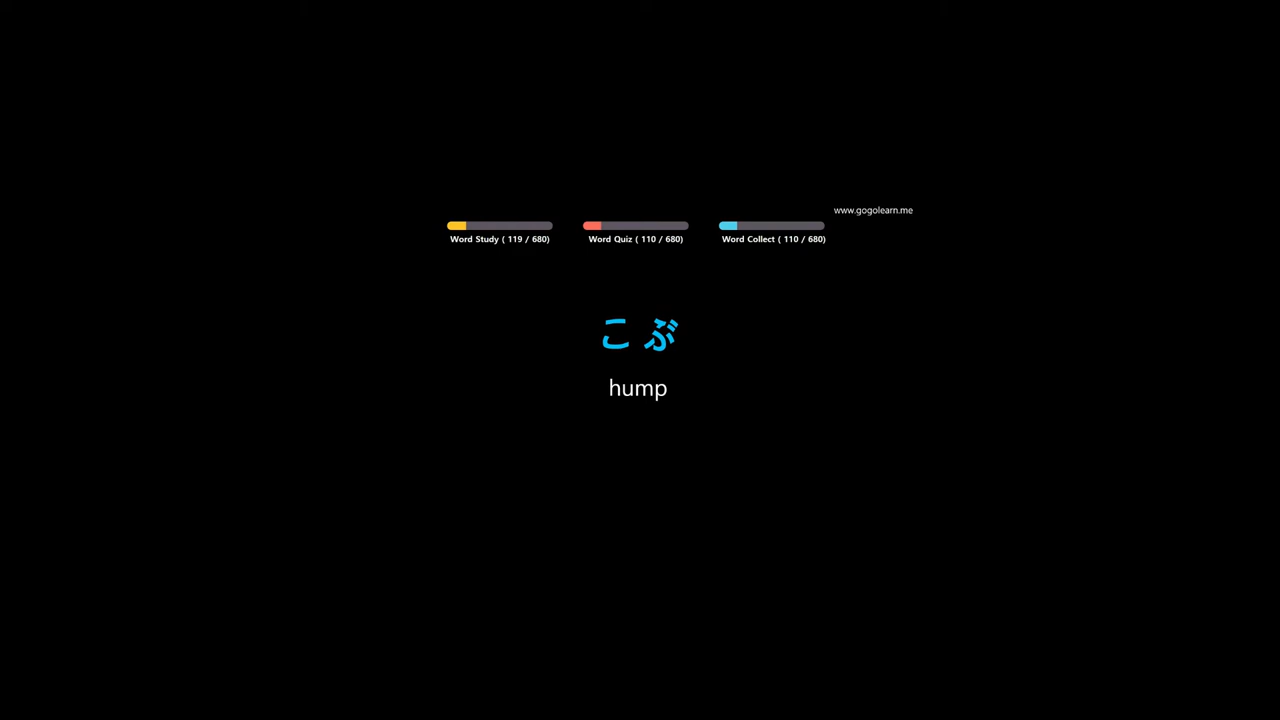 www.gogolearn.me
Word Study ( 119 / 680)
Word Quiz ( 110 / 680)
Word Collect ( 110 / 680)
こぶ
hump